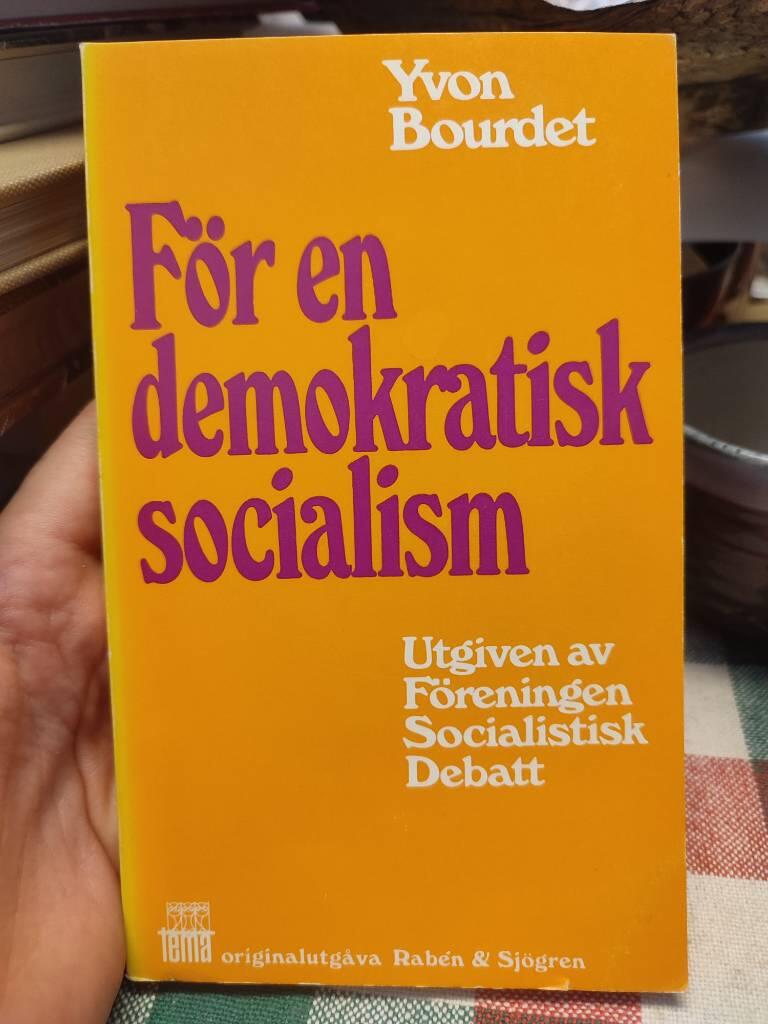 Yvon
Bourdet
För en
demokratisk
socialism
Utgiven av
Föreningen
Socialistisk
Debatt
tema originalutgåva Rabén & Sjögren